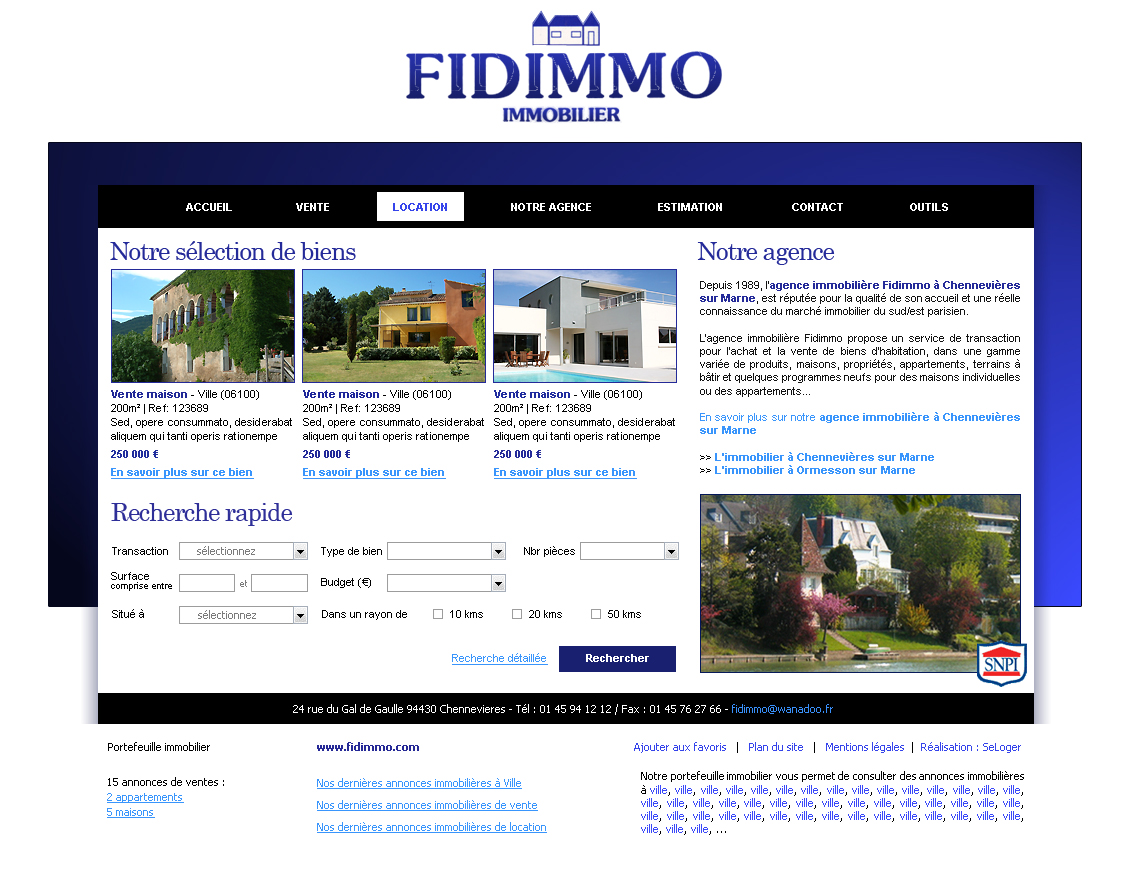 FIDIMMO
IMMOBILIER
ACCUEIL VENTE LOCATION NOTRE AGENCE ESTIMATION CONTACT OUTILS
Notre sélection de biens
Vente maison - Ville (06100)
200m² | Ref: 123689
Sed, opere consummato, desiderabat
aliquem qui tanti operis rationempe
250 000 €
En savoir plus sur ce bien
Vente maison - Ville (06100)
200m² | Ref: 123689
Sed, opere consummato, desiderabat
aliquem qui tanti operis rationempe
250 000 €
En savoir plus sur ce bien
Vente maison - Ville (06100)
200m² | Ref: 123689
Sed, opere consummato, desiderabat
aliquem qui tanti operis rationempe
250 000 €
En savoir plus sur ce bien
Recherche rapide
Transaction sélectionnez Type de bien Nbr pièces
Surface
comprise entre et Budget (€)
Situé à sélectionnez Dans un rayon de 10 kms 20 kms 50 kms
Recherche détaillée Rechercher
Notre agence
Depuis 1989, l'agence immobilière Fidimmo à Chennevières
sur Marne, est réputée pour la qualité de son accueil et une réelle
connaissance du marché immobilier du sud/est parisien.
L'agence immobilière Fidimmo propose un service de transaction
pour l'achat et la vente de biens d'habitation, dans une gamme
variée de produits, maisons, propriétés, appartements, terrains à
bâtir et quelques programmes neufs pour des maisons individuelles
ou des appartements...
En savoir plus sur notre agence immobilière à Chennevières
sur Marne
>> L'immobilier à Chennevières sur Marne
>> L'immobilier à Ormesson sur Marne
SNPI
24 rue du Gal de Gaulle 94430 Chennevieres - Tél : 01 45 94 12 12 / Fax : 01 45 76 27 66 - fidimmo@wanadoo.fr
Portefeuille immobilier
15 annonces de ventes :
2 appartements
5 maisons
www.fidimmo.com
Nos dernières annonces immobilières à Ville
Nos dernières annonces immobilières de vente
Nos dernières annonces immobilières de location
Ajouter aux favoris | Plan du site | Mentions légales | Réalisation : SeLoger
Notre portefeuille immobilier vous permet de consulter des annonces immobilières
à ville, ville, ville, ville, ville, ville, ville, ville, ville, ville, ville, ville, ville, ville, ville,
ville, ville, ville, ville, ville, ville, ville, ville, ville, ville, ville, ville, ville, ville, ville,
ville, ville, ville, ville, ville, ville, ville, ville, ville, ville, ville, ville, ville, ville, ville,
ville, ville, ville, ...